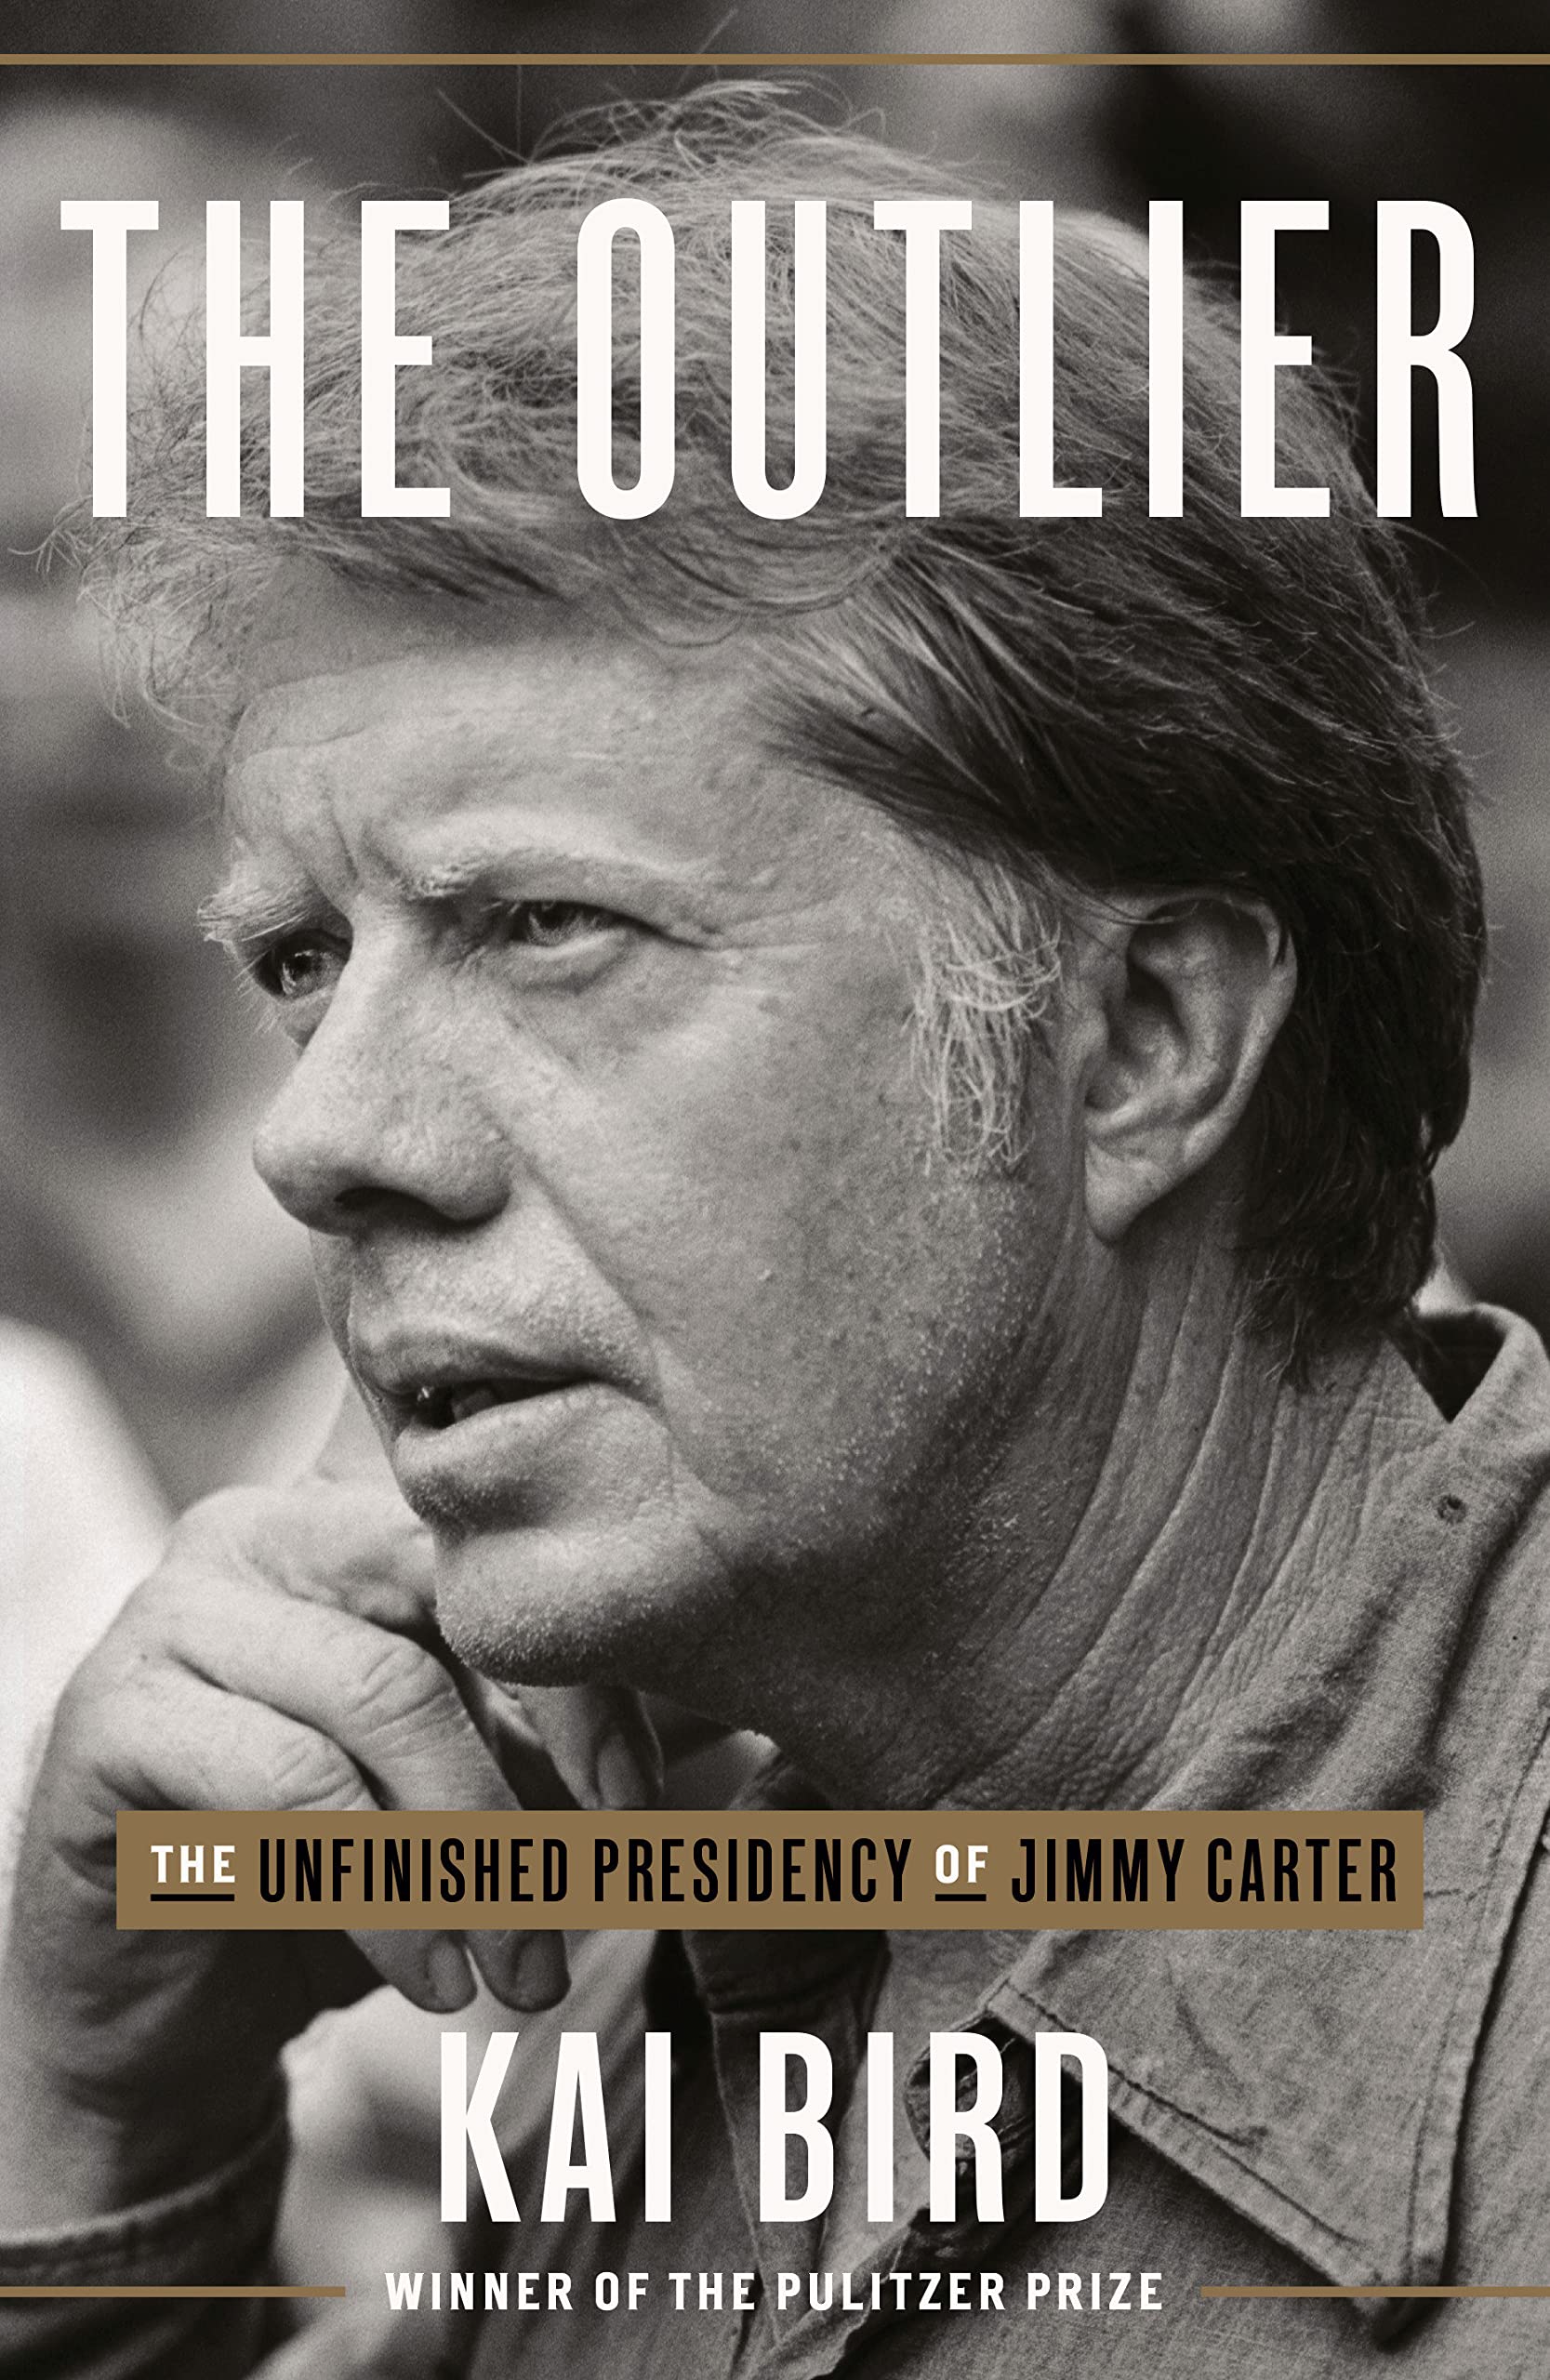 THE OUTLIER
THE UNFINISHED PRESIDENCY OF JIMMY CARTER
KAI BIRD
WINNER OF THE PULITZER PRIZE